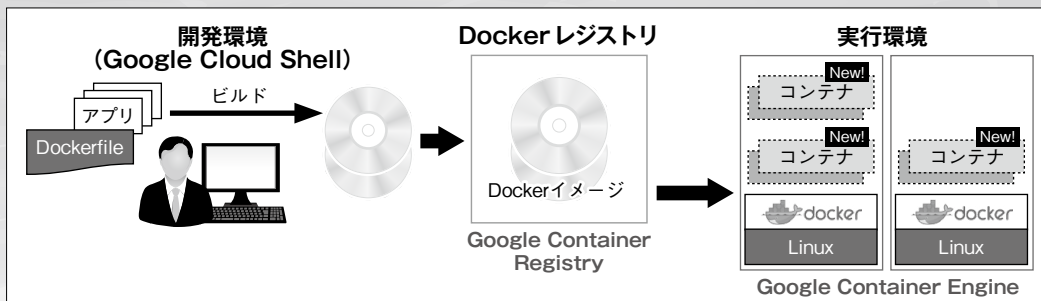 開発環境
（Google Cloud Shell）
アプリ
Dockerfile
ビルド
Dockerレジストリ
Dockerイメージ
Google Container
Registry
実行環境
New!
コンテナ
New!
コンテナ
docker
Linux
New!
コンテナ
docker
Linux
Google Container Engine